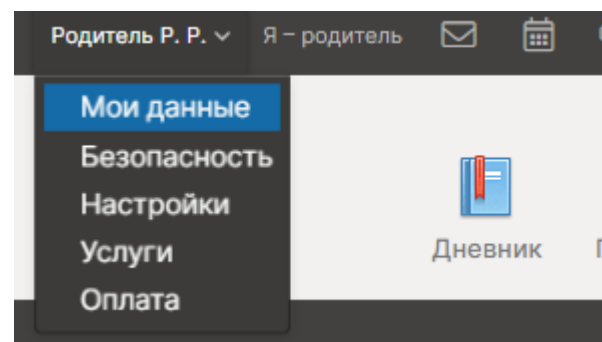 Родитель Р. Р. Я – родитель
Мои данные
Безопасность
Настройки
Услуги
Оплата
Дневник